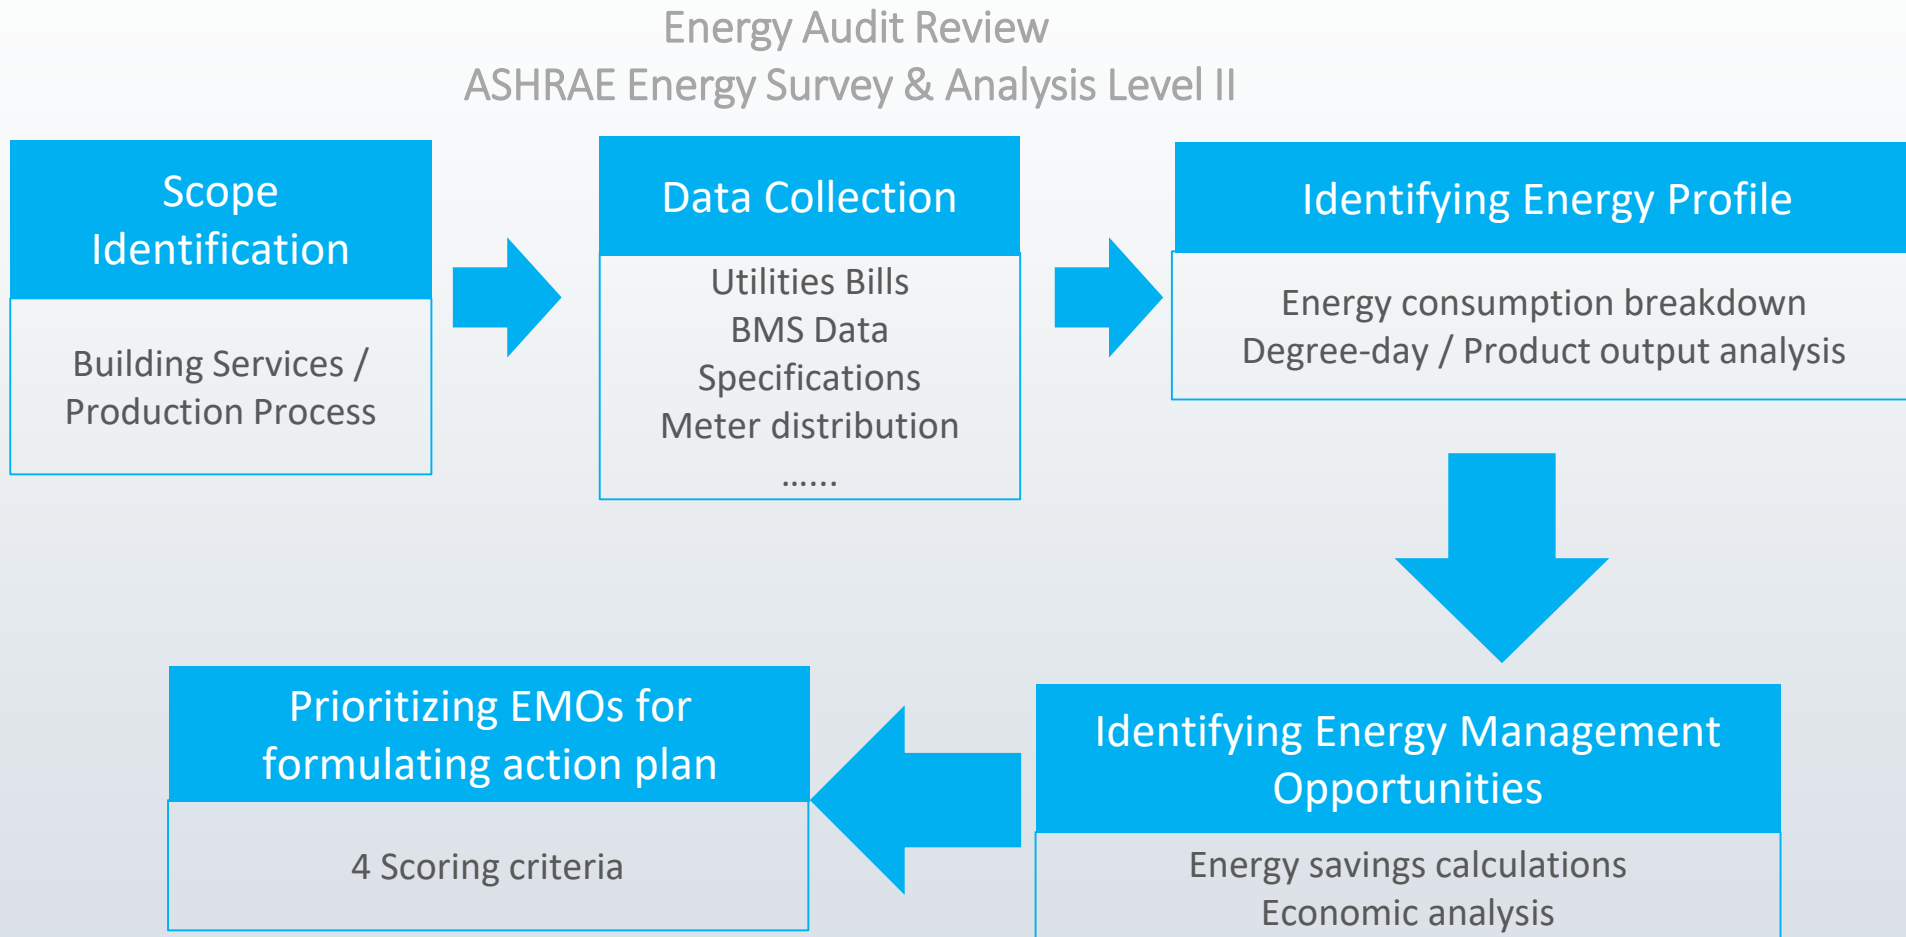 Energy Audit Review
ASHRAE Energy Survey & Analysis Level II
Scope
Identification
Building Services /
Production Process
Data Collection
Utilities Bills
BMS Data
Specifications
Meter distribution
…...
Identifying Energy Profile
Energy consumption breakdown
Degree-day / Product output analysis
Identifying Energy Management
Opportunities
Energy savings calculations
Economic analysis
Prioritizing EMOs for
formulating action plan
4 Scoring criteria